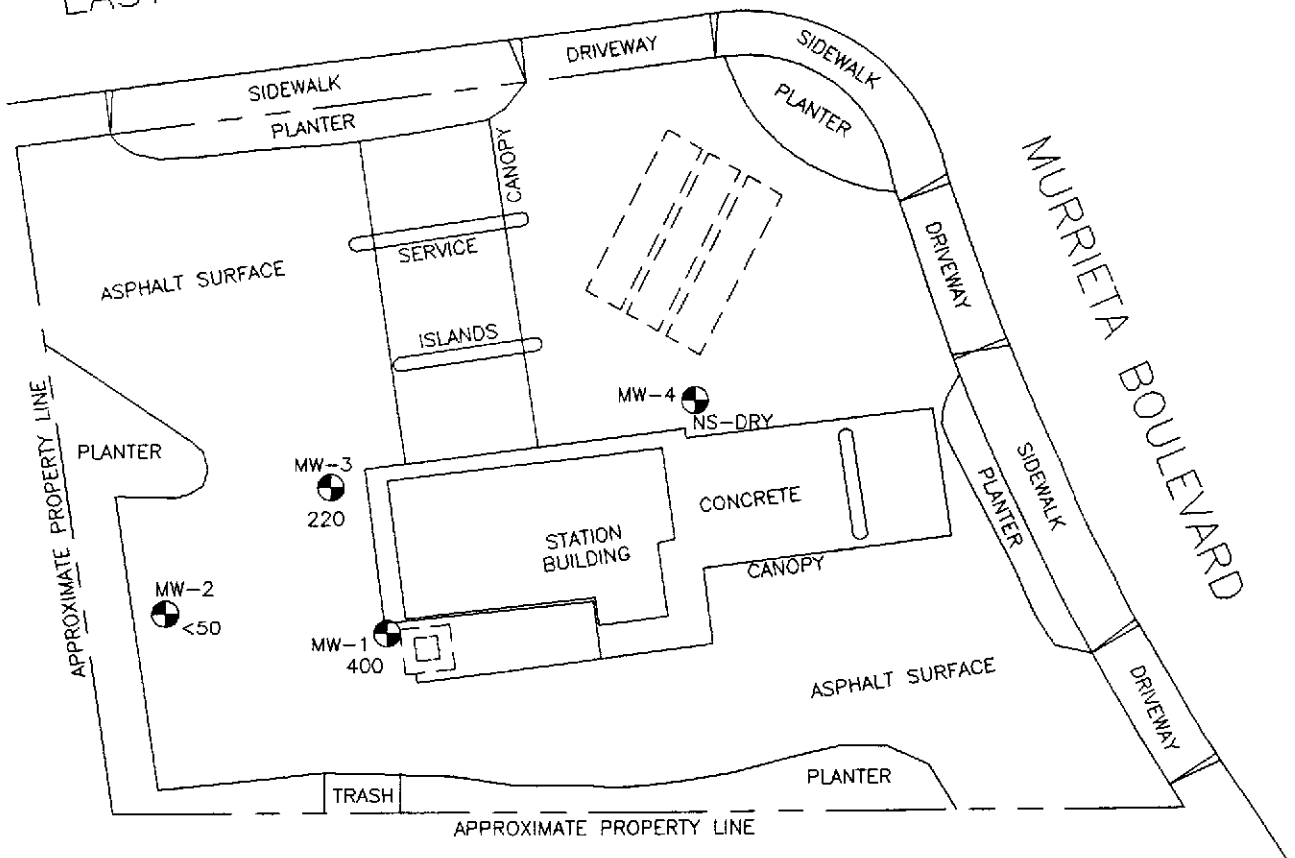 DRIVEWAY
SIDEWALK
SIDEWALK
PLANTER
PLANTER
CANOPY
MURRIETA BOULEVARD
SERVICE
DRIVEWAY
ASPHALT SURFACE
ISLANDS
MW-4
NS-DRY
APPROXIMATE PROPERTY LINE
PLANTER
MW-3
220
CONCRETE
SIDEWALK
PLANTER
STATION
BUILDING
CANOPY
MW-2
<50
MW-1
400
ASPHALT SURFACE
DRIVEWAY
PLANTER
TRASH
APPROXIMATE PROPERTY LINE